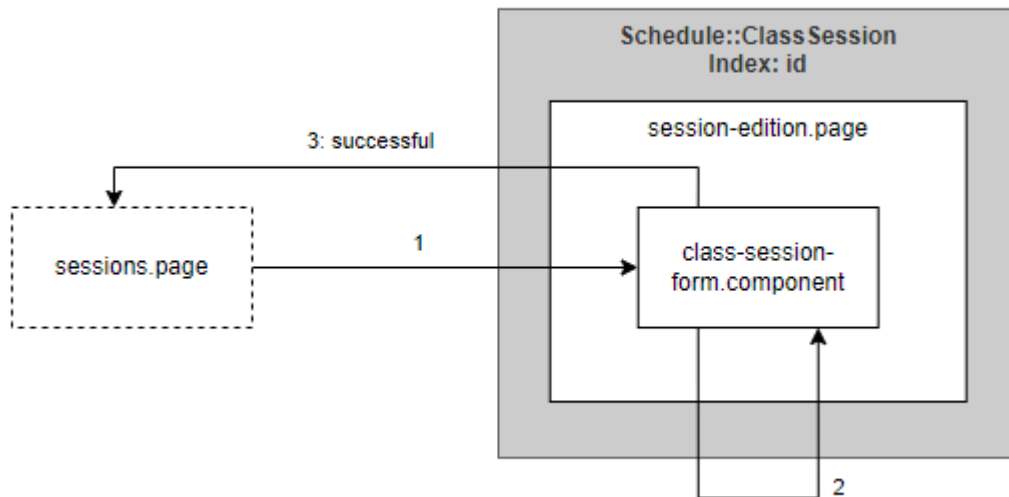 Schedule::ClassSession
Index: id
session-edition.page
3: successful
sessions.page
1
class-session-
form.component
2